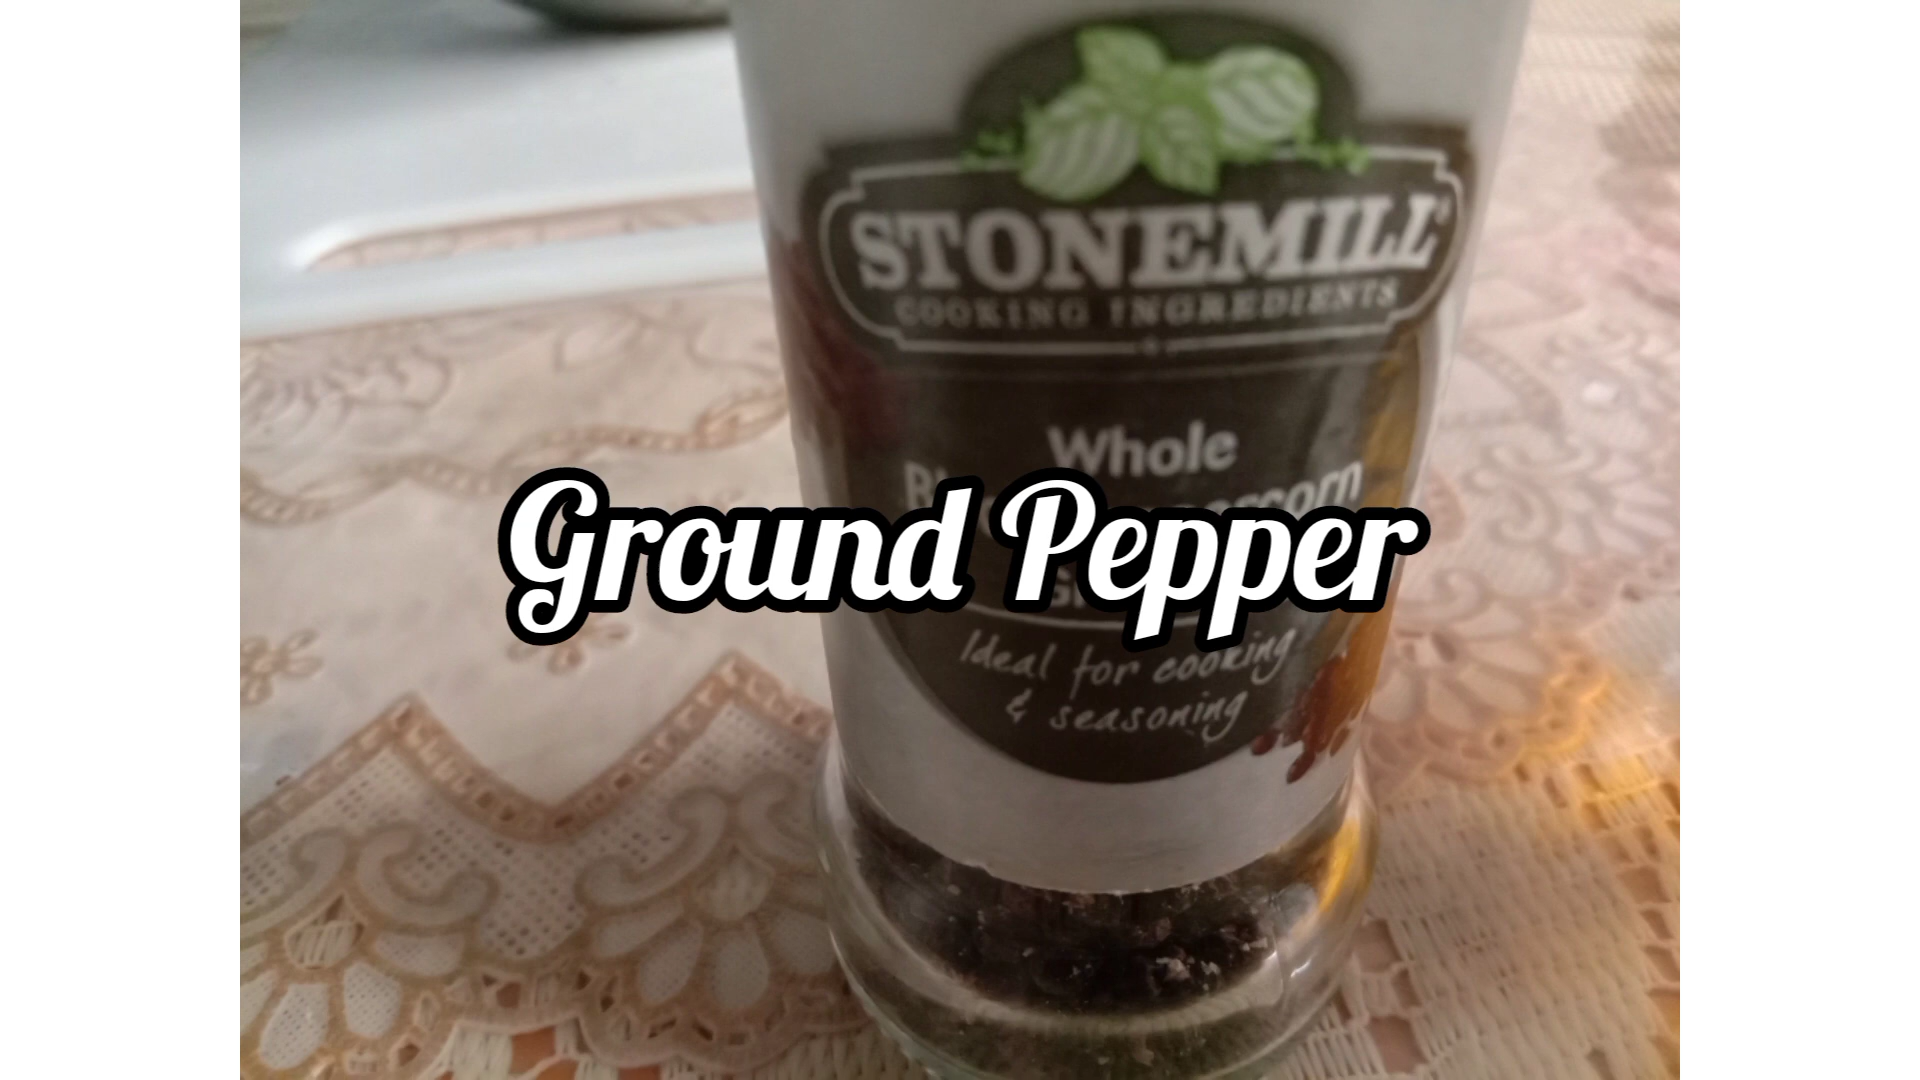 STONEMILL
COOKING INGREDIENTS
Whole
Ground Pepper
Ideal for cooking
& seasoning